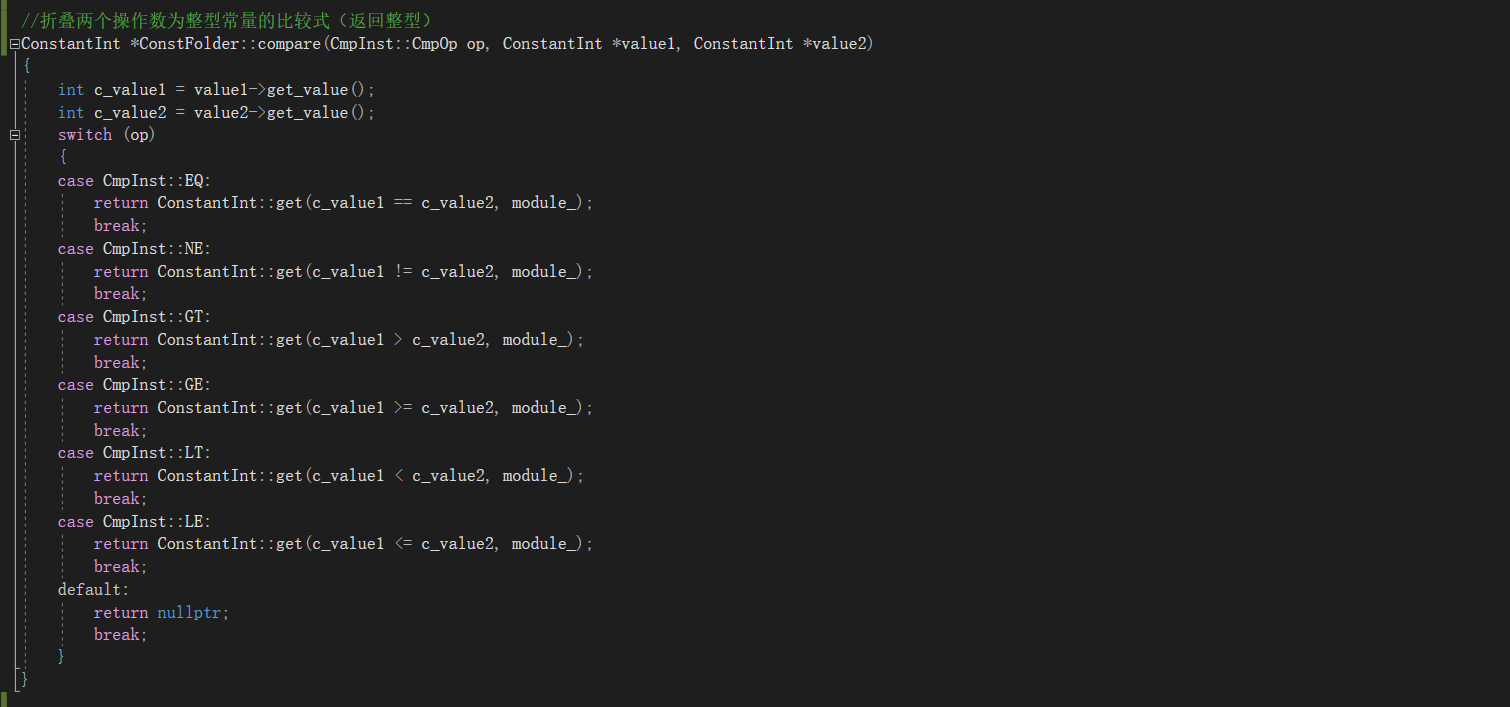 //折叠两个操作数为整型常量的比较式（返回整型）
ConstantInt *ConstFolder::compare(CmpInst::CmpOp op, ConstantInt *value1, ConstantInt *value2)
{
int c_value1 = value1->get_value();
int c_value2 = value2->get_value();
switch (op)
{
case CmpInst::EQ:
return ConstantInt::get(c_value1 == c_value2, module_);
break;
case CmpInst::NE:
return ConstantInt::get(c_value1 != c_value2, module_);
break;
case CmpInst::GT:
return ConstantInt::get(c_value1 > c_value2, module_);
break;
case CmpInst::GE:
return ConstantInt::get(c_value1 >= c_value2, module_);
break;
case CmpInst::LT:
return ConstantInt::get(c_value1 < c_value2, module_);
break;
case CmpInst::LE:
return ConstantInt::get(c_value1 <= c_value2, module_);
break;
default:
return nullptr;
break;
}
}